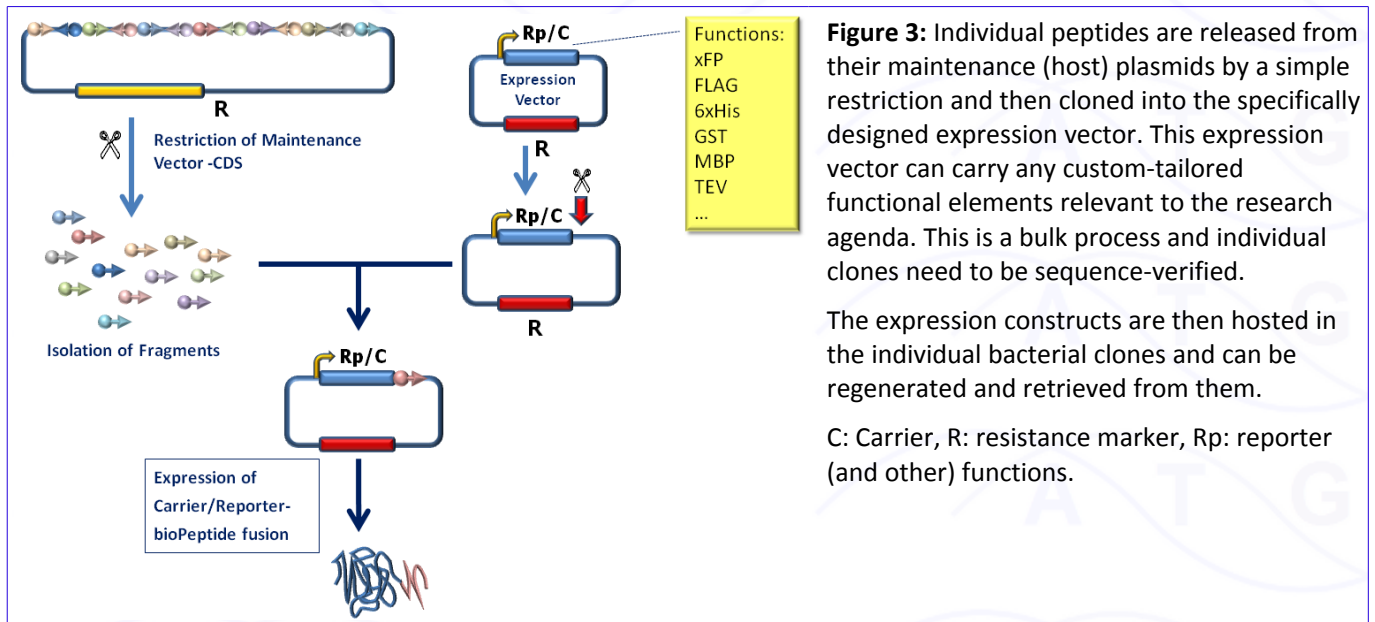 Rp/C
Expression
Vector
R
R
Restriction of Maintenance
Vector -CDS
Functions:
xFP
FLAG
6xHis
GST
MBP
TEV
...
Rp/C
R
Isolation of Fragments
Rp/C
Expression of
Carrier/Reporter-
bioPeptide fusion
Figure 3: Individual peptides are released from
their maintenance (host) plasmids by a simple
restriction and then cloned into the specifically
designed expression vector. This expression
vector can carry any custom-tailored
functional elements relevant to the research
agenda. This is a bulk process and individual
clones need to be sequence-verified.
The expression constructs are then hosted in
the individual bacterial clones and can be
regenerated and retrieved from them.
C: Carrier, R: resistance marker, Rp: reporter
(and other) functions.
A T G
A T G
A T G